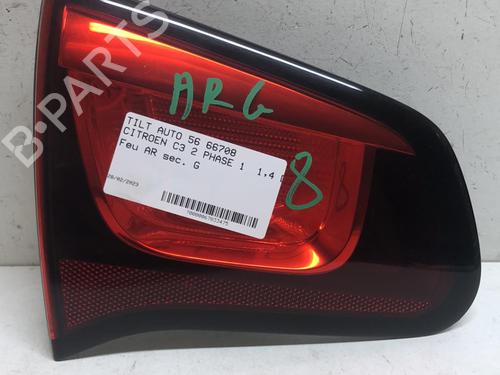 B-PARTS
ARG
TILT AUTO 56 66708
CITROEN C3 2 PHASE 1 1.4
Feu AR sec. G
28/02/2023
8